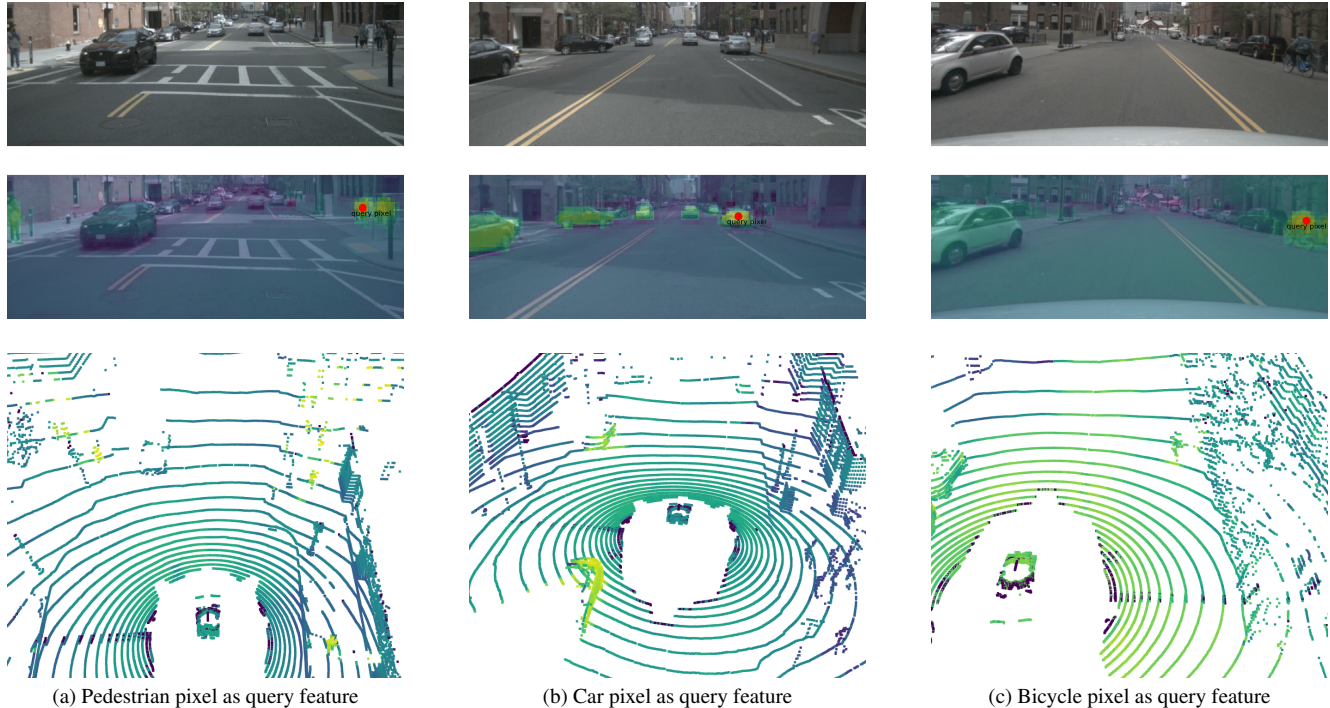 query pixel
query pixel
query pixel
(a) Pedestrian pixel as query feature
(b) Car pixel as query feature
(c) Bicycle pixel as query feature